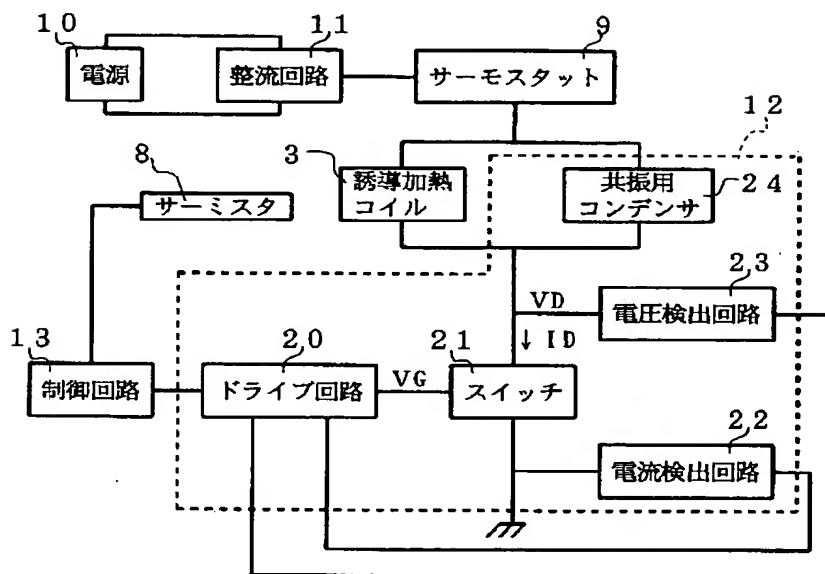 10
11
9
電源
整流回路
サーモスタット
12
8
3
誘導加熱
コイル
共振用
コンデンサ
24
サーミスタ
23
VD
電圧検出回路
↓ ID
13
20
21
制御回路
ドライブ回路
VG
スイッチ
22
電流検出回路